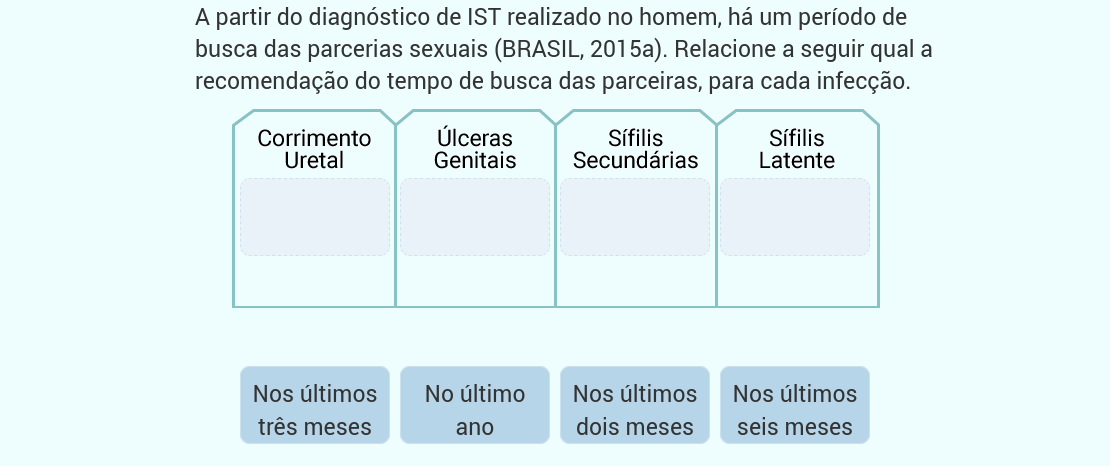 A partir do diagnóstico de IST realizado no homem, há um período de
busca das parcerias sexuais (BRASIL, 2015a). Relacione a seguir qual a
recomendação do tempo de busca das parceiras, para cada infecção.
Corrimento
Uretal
Úlceras
Genitais
Sífilis
Secundárias
Sífilis
Latente
Nos últimos
três meses
No último
ano
Nos últimos
dois meses
Nos últimos
seis meses